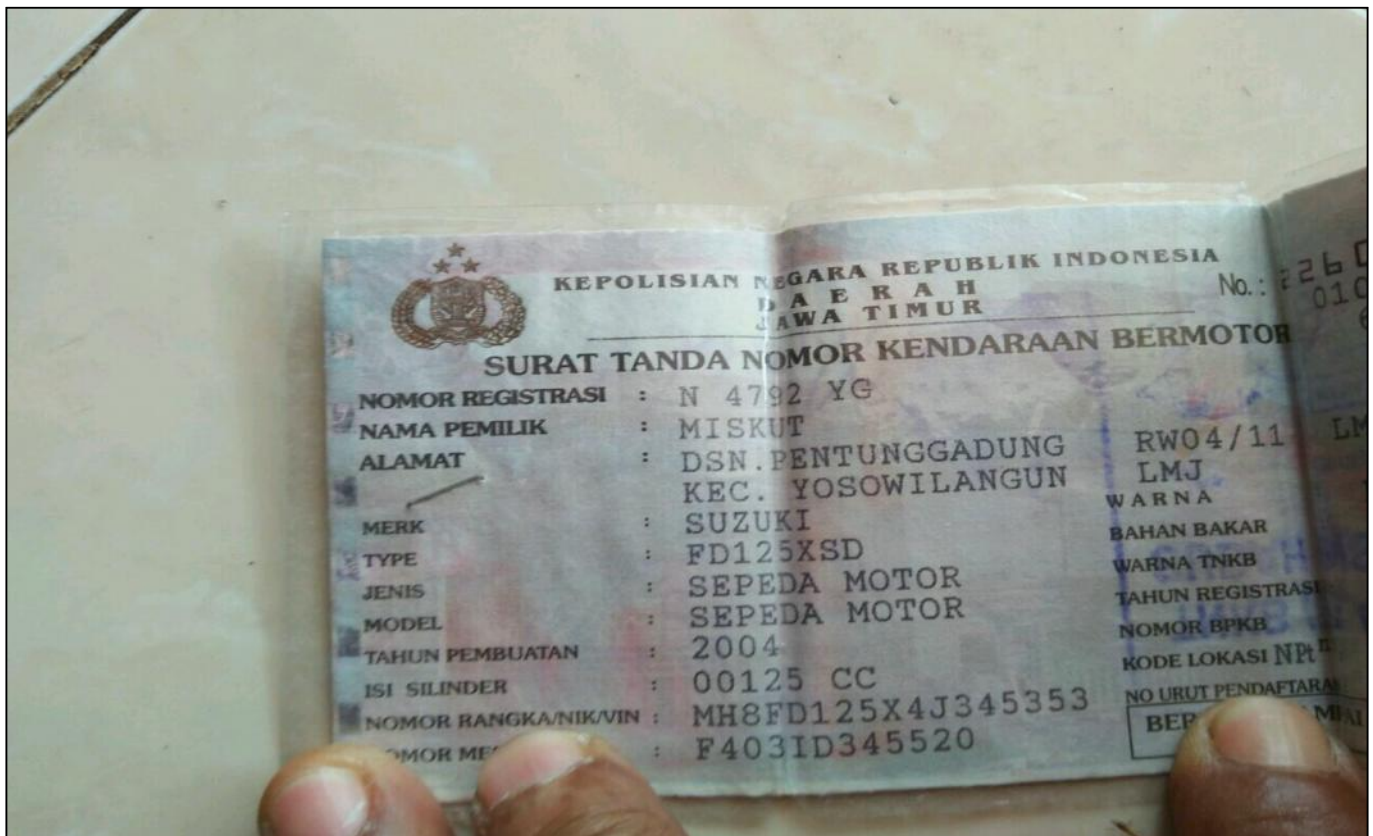 KEPOLISIAN NEGARA REPUBLIK INDONESIA
DAERAH
JAWA TIMUR
No. :
SURAT TANDA NOMOR KENDARAAN BERMOTOR
NOMOR REGISTRASI : N 4792 YG
NAMA PEMILIK : MISKUT
ALAMAT : DSN.PENTUNGGADUNG RW04/11
KEC. YOSOWILANGUN LMJ
MERK : SUZUKI WARNA
TYPE : FD125XSD BAHAN BAKAR
JENIS : SEPEDA MOTOR WARNA TNKB
MODEL : SEPEDA MOTOR TAHUN REGISTRASI
TAHUN PEMBUATAN : 2004 NOMOR BPKB
ISI SILINDER : 00125 CC KODE LOKASI
NOMOR RANGKA/NIK/VIN : MH8FD125X4J345353 NO URUT PENDAFTARAN
: F403ID345520